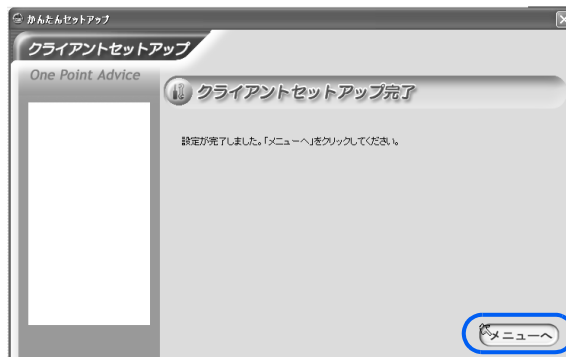 かんたんセットアップ
クライアントセットアップ
One Point Advice
クライアントセットアップ完了
設定が完了しました。「メニューへ」をクリックしてください。
メニューへ